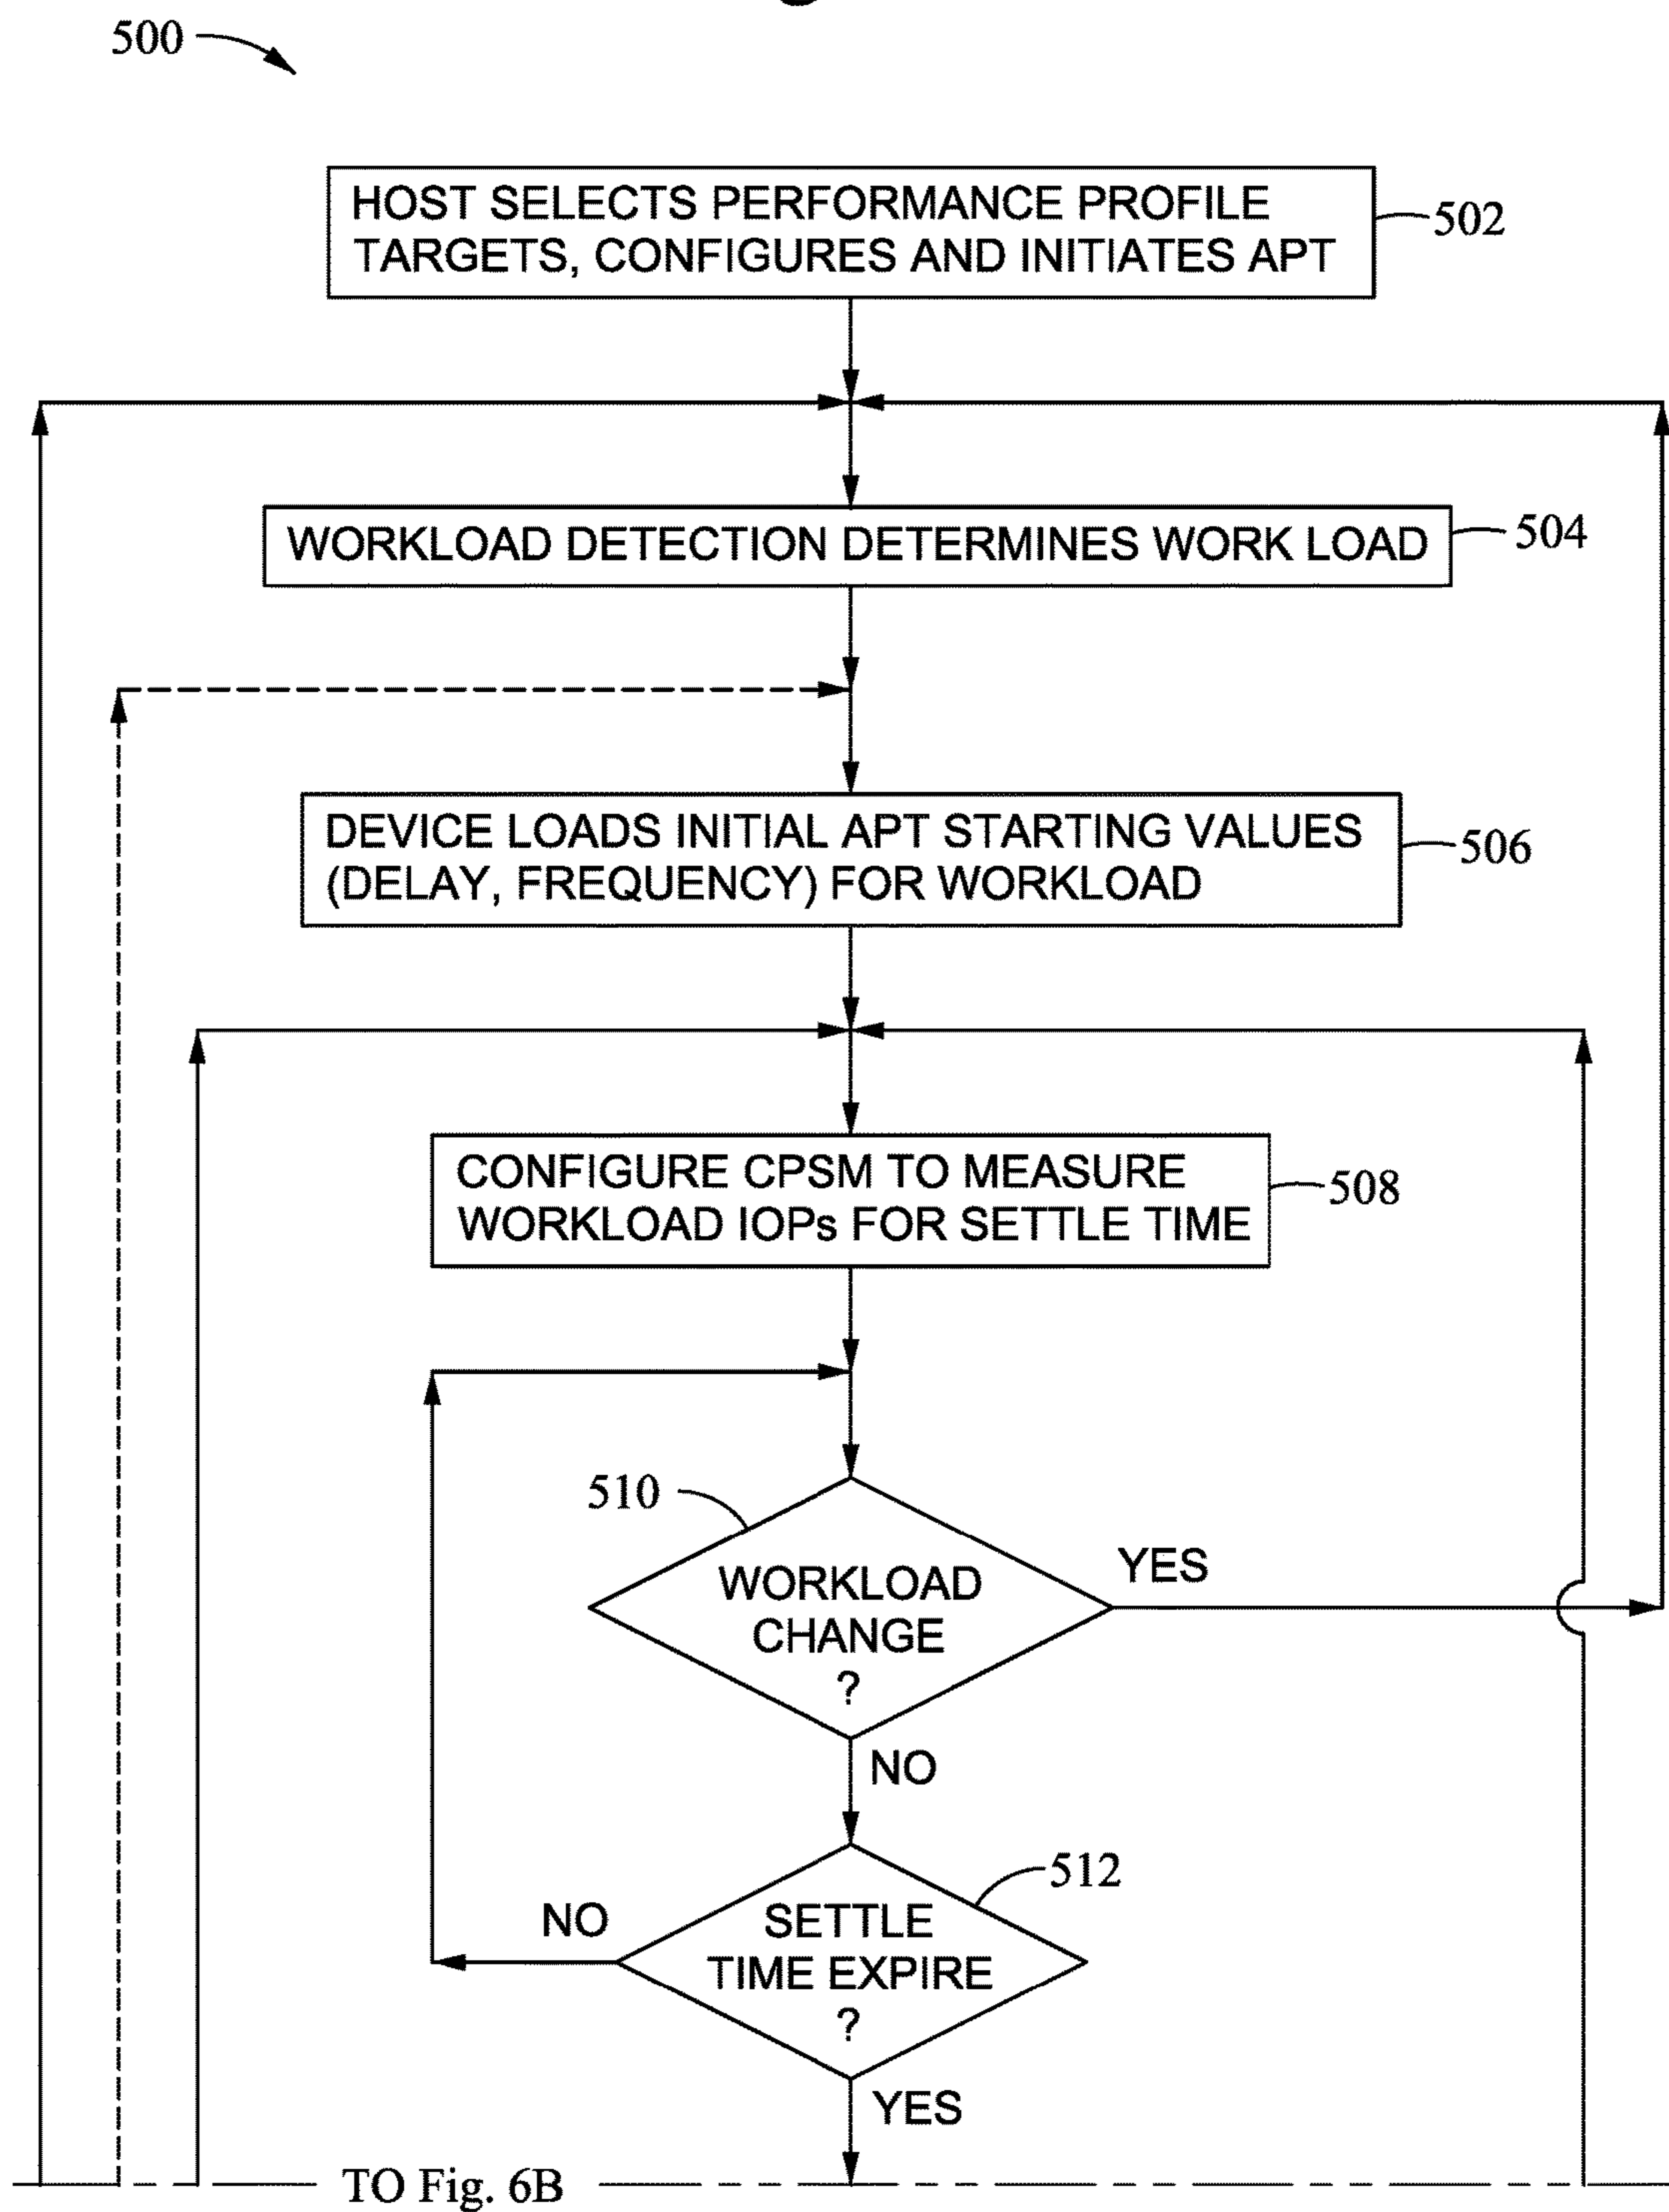 500
HOST SELECTS PERFORMANCE PROFILE
TARGETS, CONFIGURES AND INITIATES APT
502
WORKLOAD DETECTION DETERMINES WORK LOAD
504
DEVICE LOADS INITIAL APT STARTING VALUES
(DELAY, FREQUENCY) FOR WORKLOAD
506
CONFIGURE CPSM TO MEASURE
WORKLOAD IOPs FOR SETTLE TIME
508
510
WORKLOAD
CHANGE
?
YES
NO
512
SETTLE
TIME EXPIRE
?
NO
YES
TO Fig. 6B